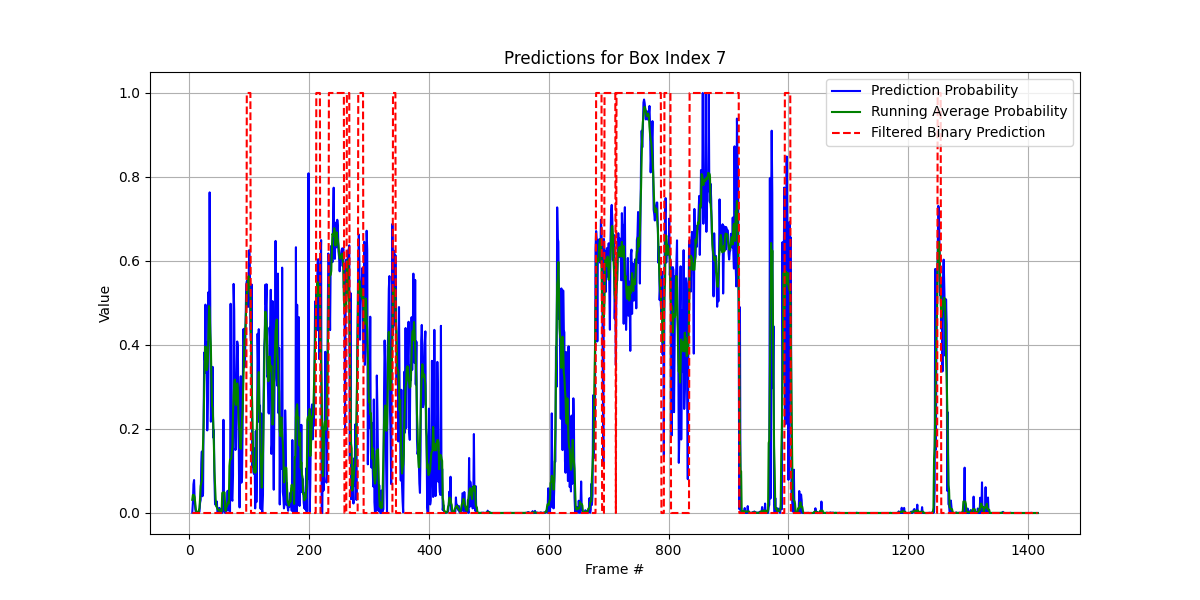 Predictions for Box Index 7
Value
1.0
0.8
0.6
0.4
0.2
0.0
Prediction Probability
Running Average Probability
Filtered Binary Prediction
0 200 400 600 800 1000 1200 1400
Frame #